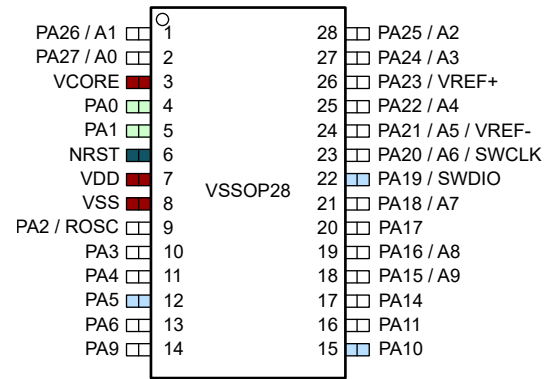 PA26 / A1 1 28 PA25 / A2
PA27 / A0 2 27 PA24 / A3
VCORE 3 26 PA23 / VREF+
PA0 4 25 PA22 / A4
PA1 5 24 PA21 / A5 / VREF-
NRST 6 23 PA20 / A6 / SWCLK
VDD 7 22 PA19 / SWDIO
VSSOP28
VSS 8 21 PA18 / A7
PA2 / ROSC 9 20 PA17
PA3 10 19 PA16 / A8
PA4 11 18 PA15 / A9
PA5 12 17 PA14
PA6 13 16 PA11
PA9 14 15 PA10